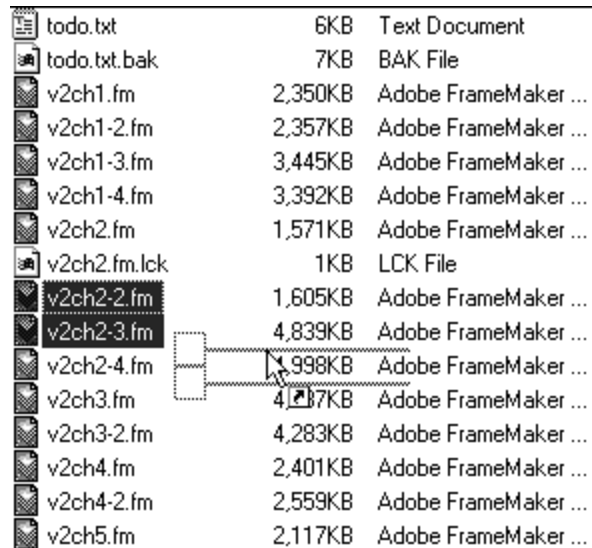 todo.txt 6KB Text Document
todo.txt.bak 7KB BAK File
v2ch1.fm 2,350KB Adobe FrameMaker ...
v2ch1-2.fm 2,357KB Adobe FrameMaker ...
v2ch1-3.fm 3,445KB Adobe FrameMaker ...
v2ch1-4.fm 3,392KB Adobe FrameMaker ...
v2ch2.fm 1,571KB Adobe FrameMaker ...
v2ch2.fm.lck 1KB LCK File
v2ch2-2.fm 1,605KB Adobe FrameMaker ...
v2ch2-3.fm 4,839KB Adobe FrameMaker ...
v2ch2-4.fm Adobe FrameMaker ...
v2ch3.fm Adobe FrameMaker ...
v2ch3-2.fm 4,283KB Adobe FrameMaker ...
v2ch4.fm 2,401KB Adobe FrameMaker ...
v2ch4-2.fm 2,559KB Adobe FrameMaker ...
v2ch5.fm 2,117KB Adobe FrameMaker ...